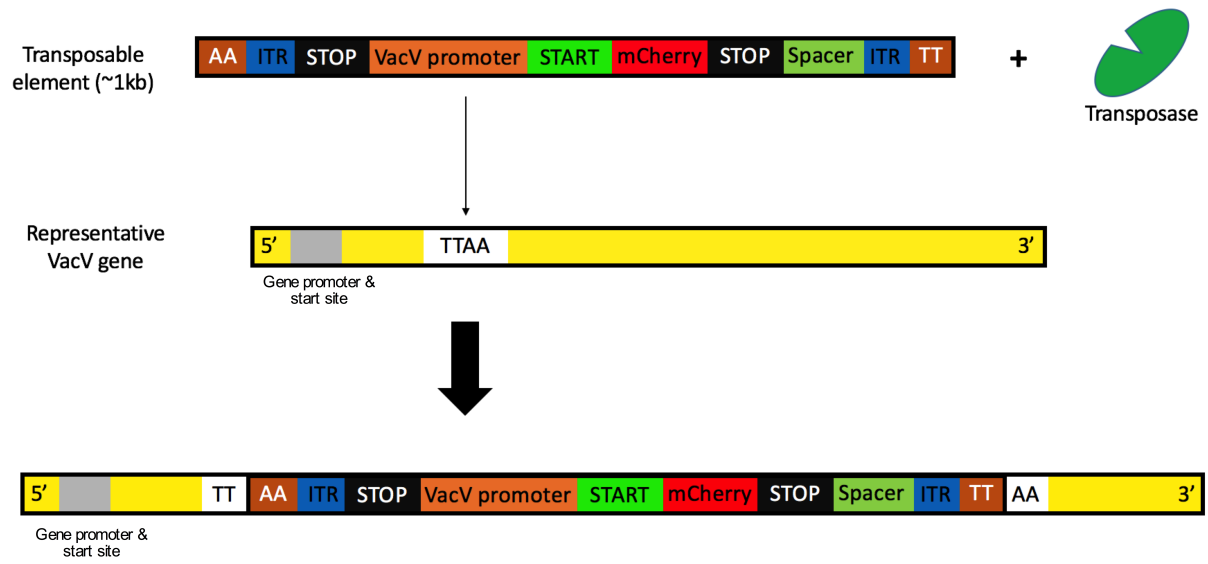 Transposable
element (~1kb)
AA ITR STOP VacV promoter START mCherry STOP Spacer ITR TT
+
Transposase
Representative
VacV gene
5’ TTAA 3’
Gene promoter &
start site
5’ TT AA ITR STOP VacV promoter START mCherry STOP Spacer ITR TT AA 3’
Gene promoter &
start site